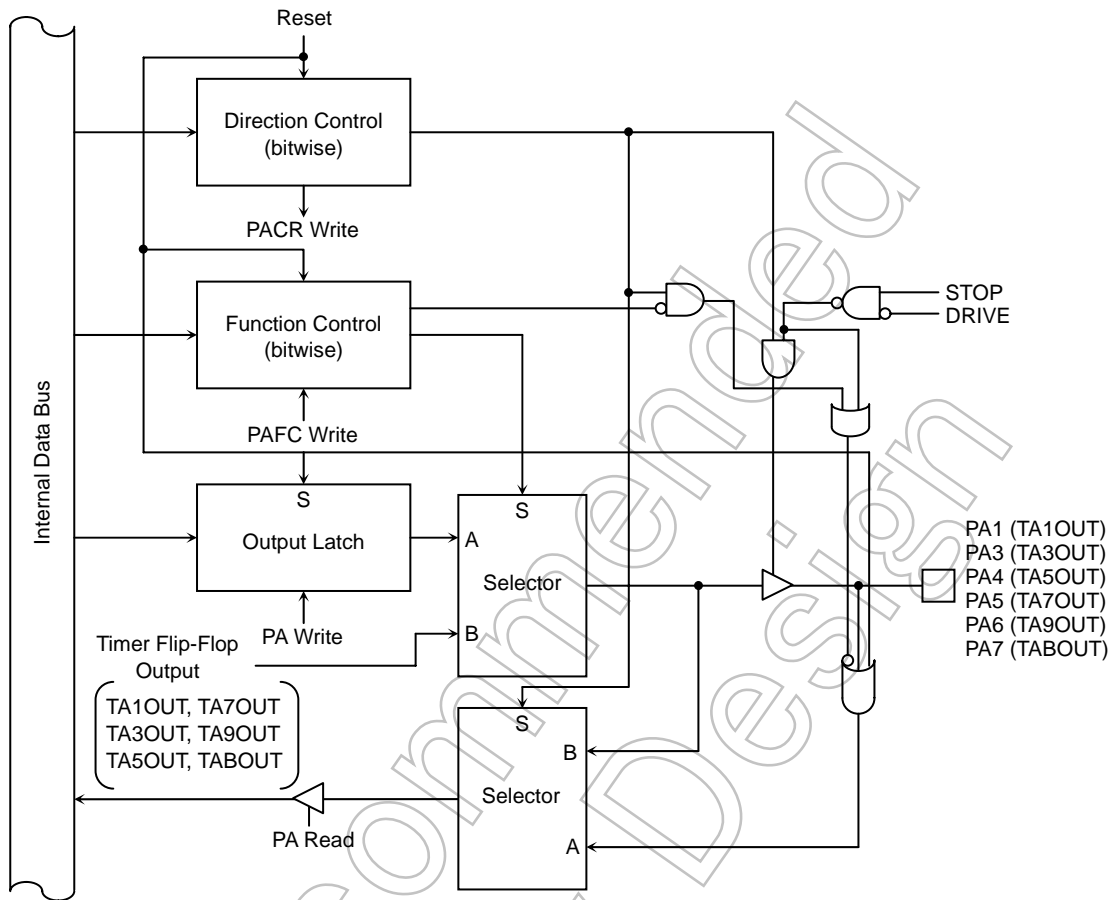 Reset
Direction Control
(bitwise)
PACR Write
Function Control
(bitwise)
STOP
DRIVE
PAFC Write
Internal Data Bus
S
Output Latch
S
A
Selector
B
PA1 (TA1OUT)
PA3 (TA3OUT)
PA4 (TA5OUT)
PA5 (TA7OUT)
PA6 (TA9OUT)
PA7 (TABOUT)
PA Write
Timer Flip-Flop
Output
TA1OUT, TA7OUT
TA3OUT, TA9OUT
TA5OUT, TABOUT
S
B
Selector
A
PA Read
ommended
Design